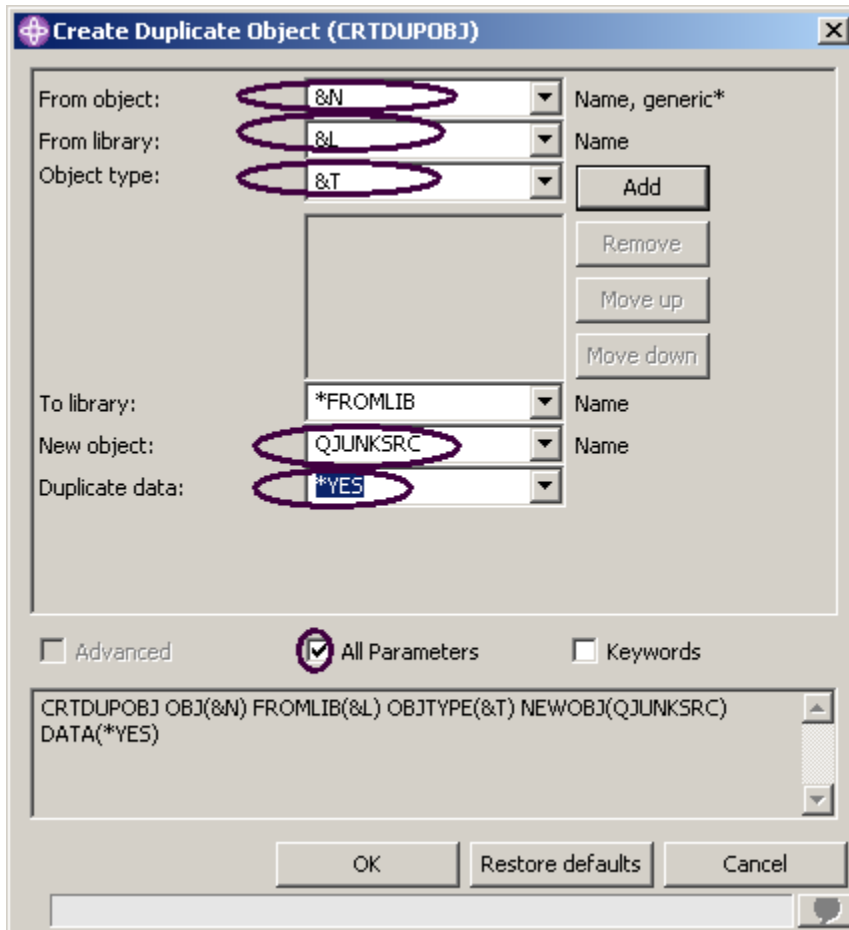 Create Duplicate Object (CRTDUPOBJ)
From object: &N Name, generic*
From library: &L Name
Object type: &T Add
Remove
Move up
Move down
To library: *FROMLIB Name
New object: QJUNKSRC Name
Duplicate data: *YES
Advanced All Parameters Keywords
CRTDUPOBJ OBJ(&N) FROMLIB(&L) OBJTYPE(&T) NEWOBJ(QJUNKSRC)
DATA(*YES)
OK Restore defaults Cancel